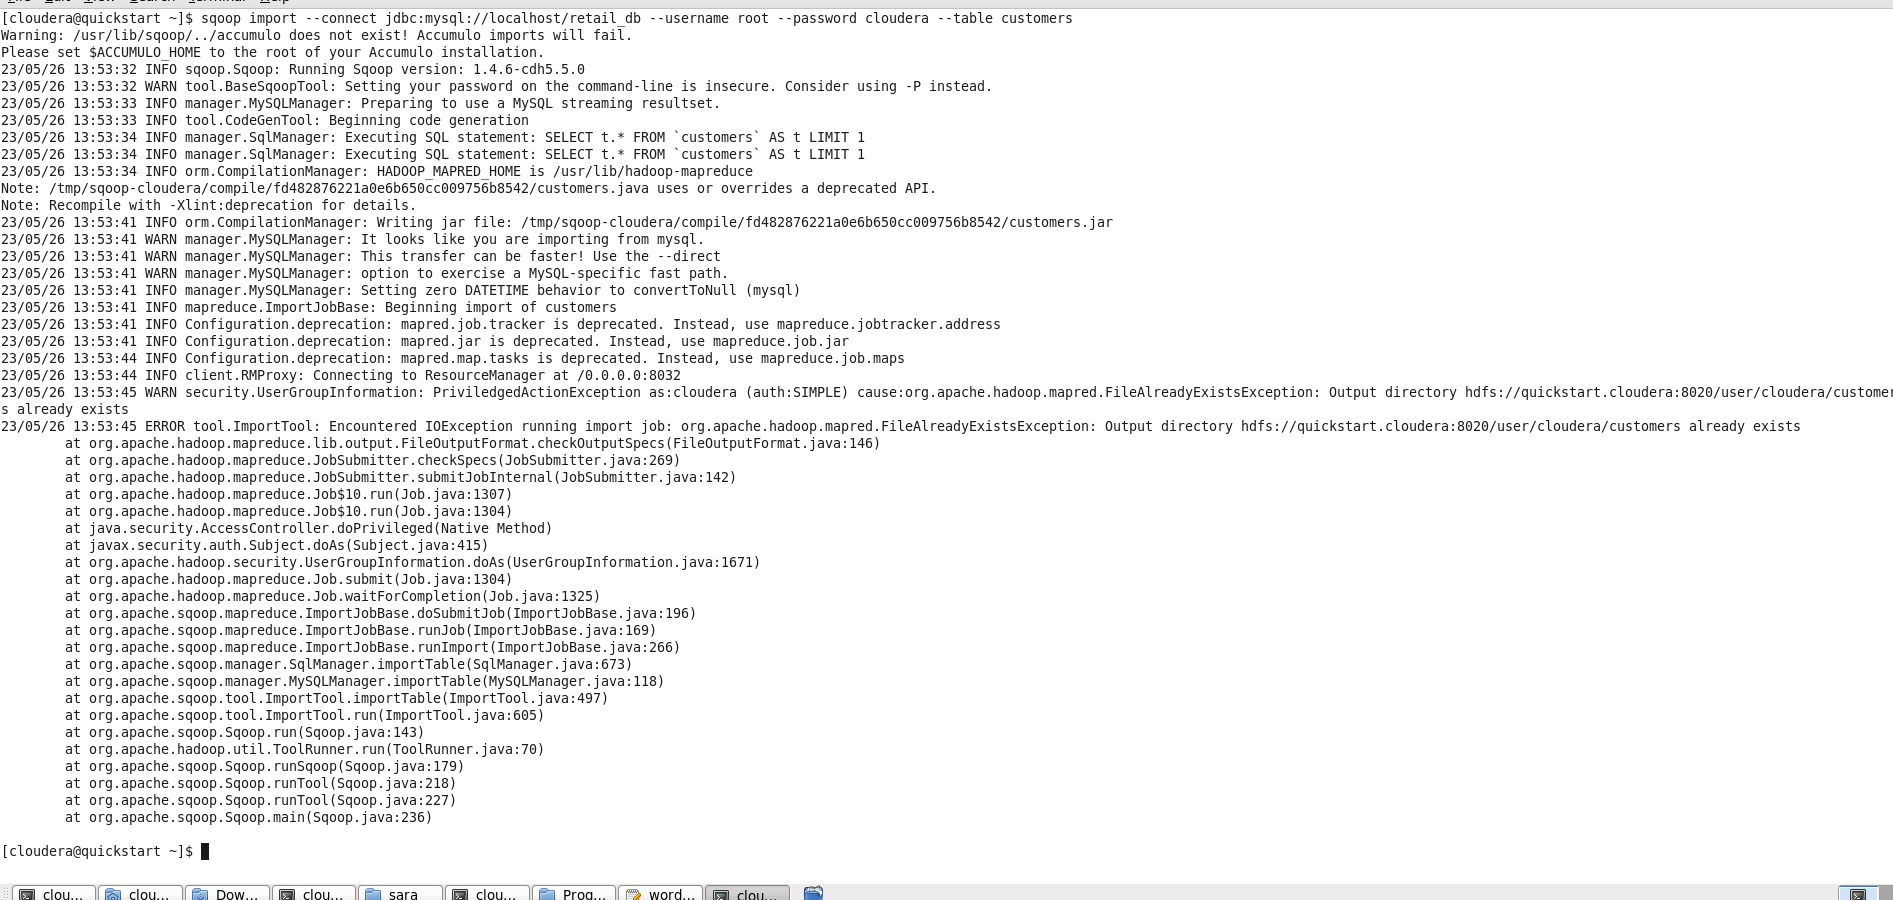 [cloudera@quickstart ~]$ sqoop import --connect jdbc:mysql://localhost/retail_db --username root --password cloudera --table customers
Warning: /usr/lib/sqoop/../accumulo does not exist! Accumulo imports will fail.
Please set $ACCUMULO_HOME to the root of your Accumulo installation.
23/05/26 13:53:32 INFO sqoop.Sqoop: Running Sqoop version: 1.4.6-cdh5.5.0
23/05/26 13:53:32 WARN tool.BaseSqoopTool: Setting your password on the command-line is insecure. Consider using -P instead.
23/05/26 13:53:33 INFO manager.MySQLManager: Preparing to use a MySQL streaming resultset.
23/05/26 13:53:33 INFO tool.CodeGenTool: Beginning code generation
23/05/26 13:53:34 INFO manager.SqlManager: Executing SQL statement: SELECT t.* FROM `customers` AS t LIMIT 1
23/05/26 13:53:34 INFO manager.SqlManager: Executing SQL statement: SELECT t.* FROM `customers` AS t LIMIT 1
23/05/26 13:53:34 INFO orm.CompilationManager: HADOOP_MAPRED_HOME is /usr/lib/hadoop-mapreduce
Note: /tmp/sqoop-cloudera/compile/fd482876221a0e6b650cc009756b8542/customers.java uses or overrides a deprecated API.
Note: Recompile with -Xlint:deprecation for details.
23/05/26 13:53:41 INFO orm.CompilationManager: Writing jar file: /tmp/sqoop-cloudera/compile/fd482876221a0e6b650cc009756b8542/customers.jar
23/05/26 13:53:41 WARN manager.MySQLManager: It looks like you are importing from mysql.
23/05/26 13:53:41 WARN manager.MySQLManager: This transfer can be faster! Use the --direct
23/05/26 13:53:41 WARN manager.MySQLManager: option to exercise a MySQL-specific fast path.
23/05/26 13:53:41 INFO manager.MySQLManager: Setting zero DATETIME behavior to convertToNull (mysql)
23/05/26 13:53:41 INFO mapreduce.ImportJobBase: Beginning import of customers
23/05/26 13:53:41 INFO Configuration.deprecation: mapred.job.tracker is deprecated. Instead, use mapreduce.jobtracker.address
23/05/26 13:53:41 INFO Configuration.deprecation: mapred.jar is deprecated. Instead, use mapreduce.job.jar
23/05/26 13:53:44 INFO Configuration.deprecation: mapred.map.tasks is deprecated. Instead, use mapreduce.job.maps
23/05/26 13:53:44 INFO client.RMProxy: Connecting to ResourceManager at /0.0.0.0:8032
23/05/26 13:53:45 WARN security.UserGroupInformation: PriviledgedActionException as:cloudera (auth:SIMPLE) cause:org.apache.hadoop.mapred.FileAlreadyExistsException: Output directory hdfs://quickstart.cloudera:8020/user/cloudera/customer
s already exists
23/05/26 13:53:45 ERROR tool.ImportTool: Encountered IOException running import job: org.apache.hadoop.mapred.FileAlreadyExistsException: Output directory hdfs://quickstart.cloudera:8020/user/cloudera/customers already exists
at org.apache.hadoop.mapreduce.lib.output.FileOutputFormat.checkOutputSpecs(FileOutputFormat.java:146)
at org.apache.hadoop.mapreduce.JobSubmitter.checkSpecs(JobSubmitter.java:269)
at org.apache.hadoop.mapreduce.JobSubmitter.submitJobInternal(JobSubmitter.java:142)
at org.apache.hadoop.mapreduce.Job$10.run(Job.java:1307)
at org.apache.hadoop.mapreduce.Job$10.run(Job.java:1304)
at java.security.AccessController.doPrivileged(Native Method)
at javax.security.auth.Subject.doAs(Subject.java:415)
at org.apache.hadoop.security.UserGroupInformation.doAs(UserGroupInformation.java:1671)
at org.apache.hadoop.mapreduce.Job.submit(Job.java:1304)
at org.apache.hadoop.mapreduce.Job.waitForCompletion(Job.java:1325)
at org.apache.sqoop.mapreduce.ImportJobBase.doSubmitJob(ImportJobBase.java:196)
at org.apache.sqoop.mapreduce.ImportJobBase.runJob(ImportJobBase.java:169)
at org.apache.sqoop.mapreduce.ImportJobBase.runImport(ImportJobBase.java:266)
at org.apache.sqoop.manager.SqlManager.importTable(SqlManager.java:673)
at org.apache.sqoop.manager.MySQLManager.importTable(MySQLManager.java:118)
at org.apache.sqoop.tool.ImportTool.importTable(ImportTool.java:497)
at org.apache.sqoop.tool.ImportTool.run(ImportTool.java:605)
at org.apache.sqoop.Sqoop.run(Sqoop.java:143)
at org.apache.hadoop.util.ToolRunner.run(ToolRunner.java:70)
at org.apache.sqoop.Sqoop.runSqoop(Sqoop.java:179)
at org.apache.sqoop.Sqoop.runTool(Sqoop.java:218)
at org.apache.sqoop.Sqoop.runTool(Sqoop.java:227)
at org.apache.sqoop.Sqoop.main(Sqoop.java:236)
[cloudera@quickstart ~]$
clou... clou... Dow... clou... sara clou... Prog... word... clou...